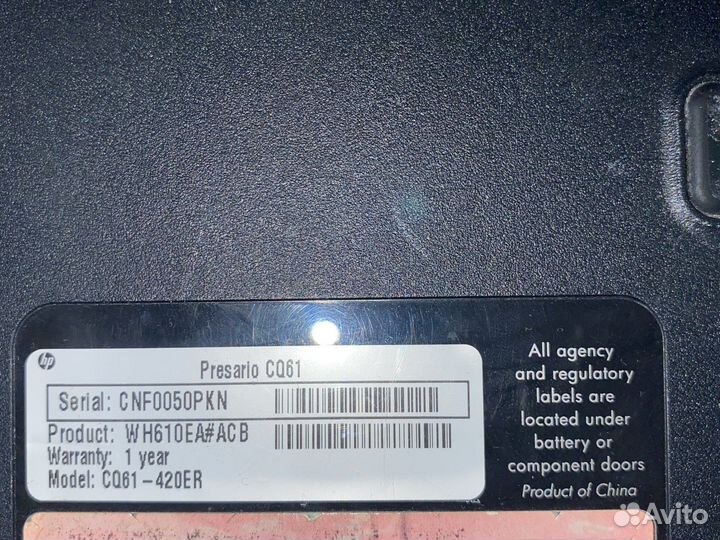 hp
Presario CQ61
Serial: CNF0050PKN
Product: WH610EA#ACB
Warranty: 1 year
Model: CQ61-420ER
All agency
and regulatory
labels are
located under
battery or
component doors
Product of China
Avito